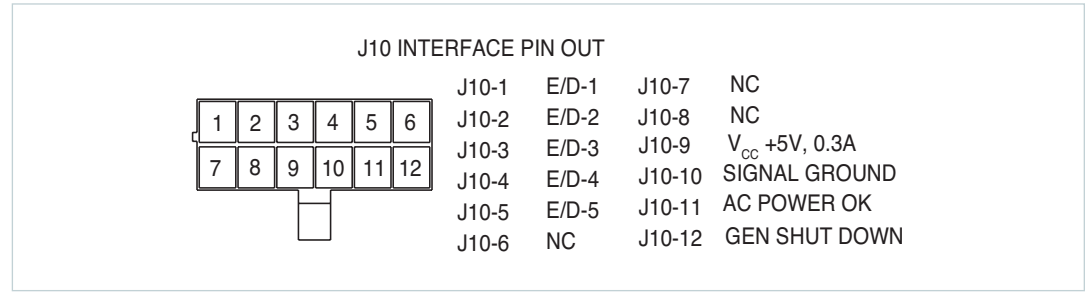 J10 INTERFACE PIN OUT
1 2 3 4 5 6
7 8 9 10 11 12
J10-1 E/D-1 J10-7 NC
J10-2 E/D-2 J10-8 NC
J10-3 E/D-3 J10-9 VCC +5V, 0.3A
J10-4 E/D-4 J10-10 SIGNAL GROUND
J10-5 E/D-5 J10-11 AC POWER OK
J10-6 NC J10-12 GEN SHUT DOWN